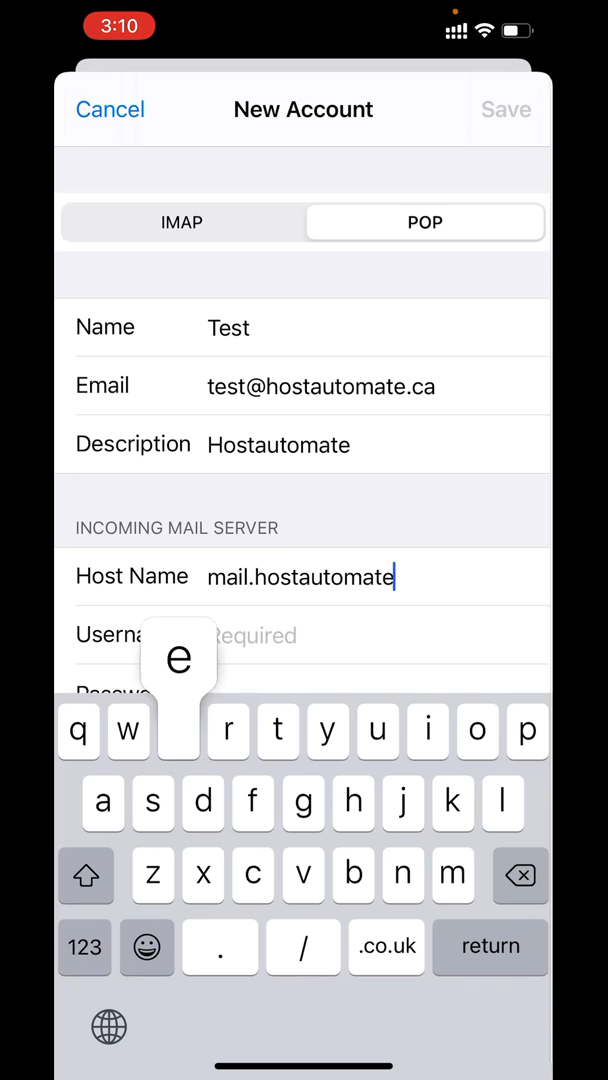 3:10
Cancel New Account Save
IMAP POP
Name Test
Email test@hostautomate.ca
Description Hostautomate
INCOMING MAIL SERVER
Host Name mail.hostautomate
Userna Required
e
q w r t y u i o p
a s d f g h j k l
z x c v b n m
123 . / .co.uk return